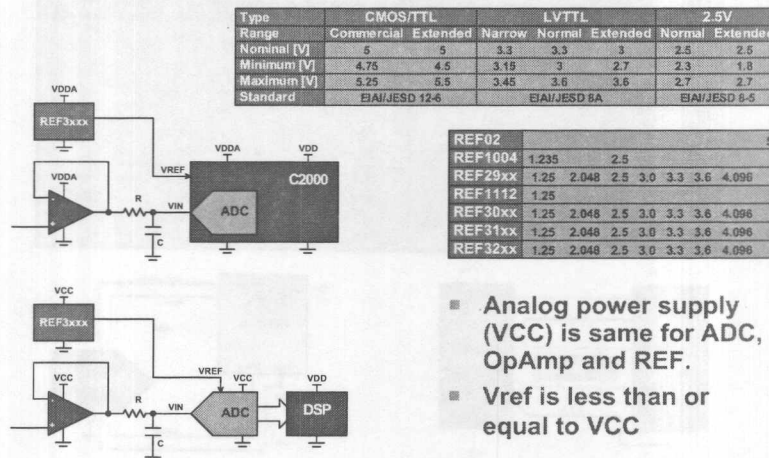 Type CMOS/TTL LVTTL 2.5V
Range Commercial Extended Narrow Normal Extended Normal Extended
Nominal [V] 5 5 3.3 3.3 3 2.5 2.5
Minimum [V] 4.75 4.5 3.15 3 2.7 2.3 1.8
Maximum [V] 5.25 5.5 3.45 3.6 3.6 2.7 2.7
Standard EIAI/JESD 12-6 EIAI/JESD 8A EIAI/JESD 8-5
VDDA
REF3xxx
VDDA
VDD
VREF
C2000
VDDA
R
VIN
ADC
C
REF02
REF1004 1.235 2.5
REF29xx 1.25 2.048 2.5 3.0 3.3 3.6 4.096
REF1112 1.25
REF30xx 1.25 2.048 2.5 3.0 3.3 3.6 4.096
REF31xx 1.25 2.048 2.5 3.0 3.3 3.6 4.096
REF32xx 1.25 2.048 2.5 3.0 3.3 3.6 4.096
VCC
REF3xxx
VREF
VCC
VDD
VCC
R
VIN
ADC
DSP
C
Analog power supply
(VCC) is same for ADC,
OpAmp and REF.
Vref is less than or
equal to VCC